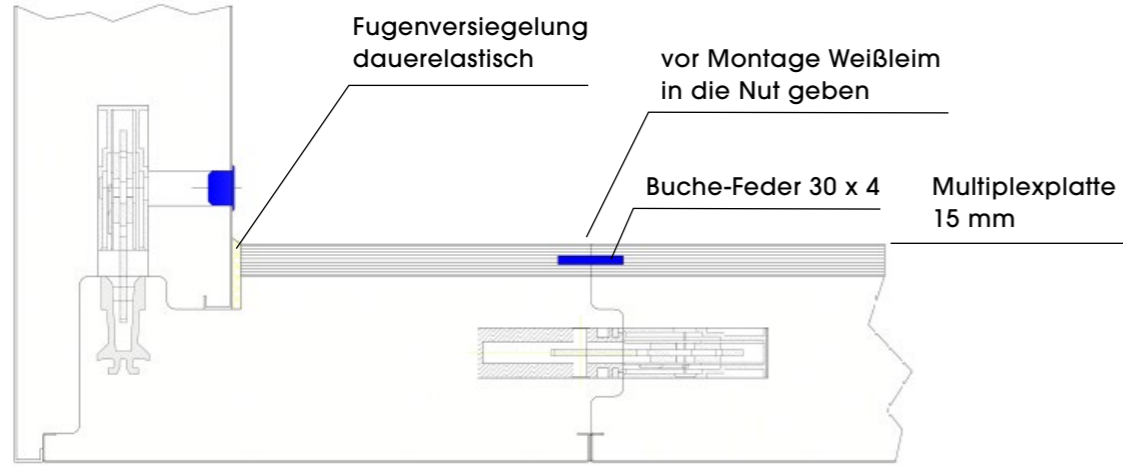 Fugenversiegelung
dauerelastisch
vor Montage Weißleim
in die Nut geben
Buche-Feder 30 x 4
Multiplexplatte
15 mm